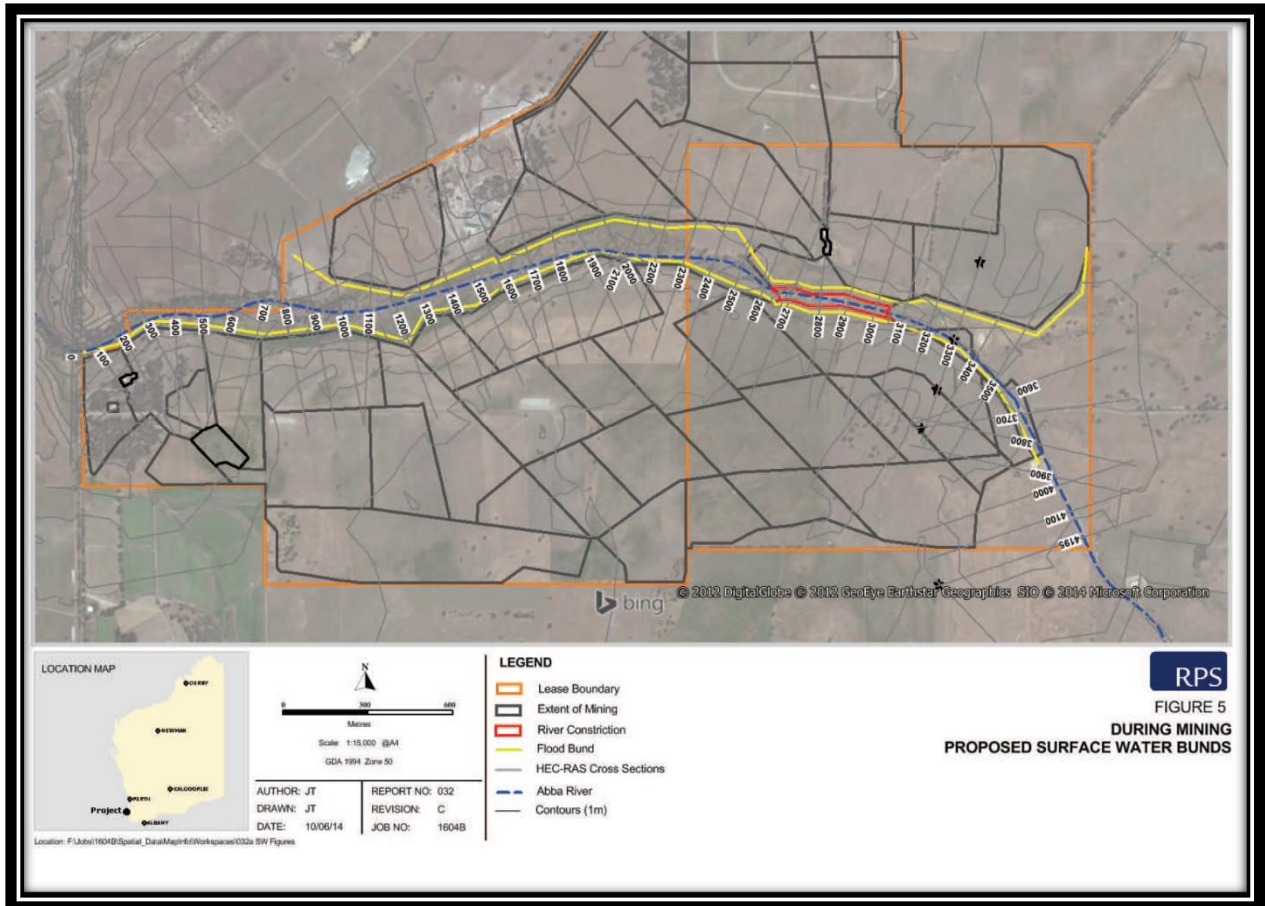 0
100
200
300
400
500
600
700
800
900
1000
1100
1200
1300
1400
1500
1600
1700
1800
1900
2000
2100
2200
2300
2400
2500
2600
2700
2800
2900
3000
3100
3200
3300
3400
3500
3600
3700
3800
3900
4000
4100
4195
bing
© 2012 DigitalGlobe © 2012 GeoEye Earthstar Geographics SIO © 2014 Microsoft Corporation
LOCATION MAP
DERBY
NEWMAN
KALGOORLIE
PERTH
Project
ALBANY
N
0 300 600
Metres
Scale: 1:15,000 @A4
GDA 1994 Zone 50
AUTHOR: JT
DRAWN: JT
DATE: 10/06/14
REPORT NO: 032
REVISION: C
JOB NO: 1604B
Location: F:\Jobs\1604B\Spatial_Data\MapInfo\Workspaces\032a SW Figures
LEGEND
Lease Boundary
Extent of Mining
River Constriction
Flood Bund
HEC-RAS Cross Sections
Abba River
Contours (1m)
RPS
FIGURE 5
DURING MINING
PROPOSED SURFACE WATER BUNDS